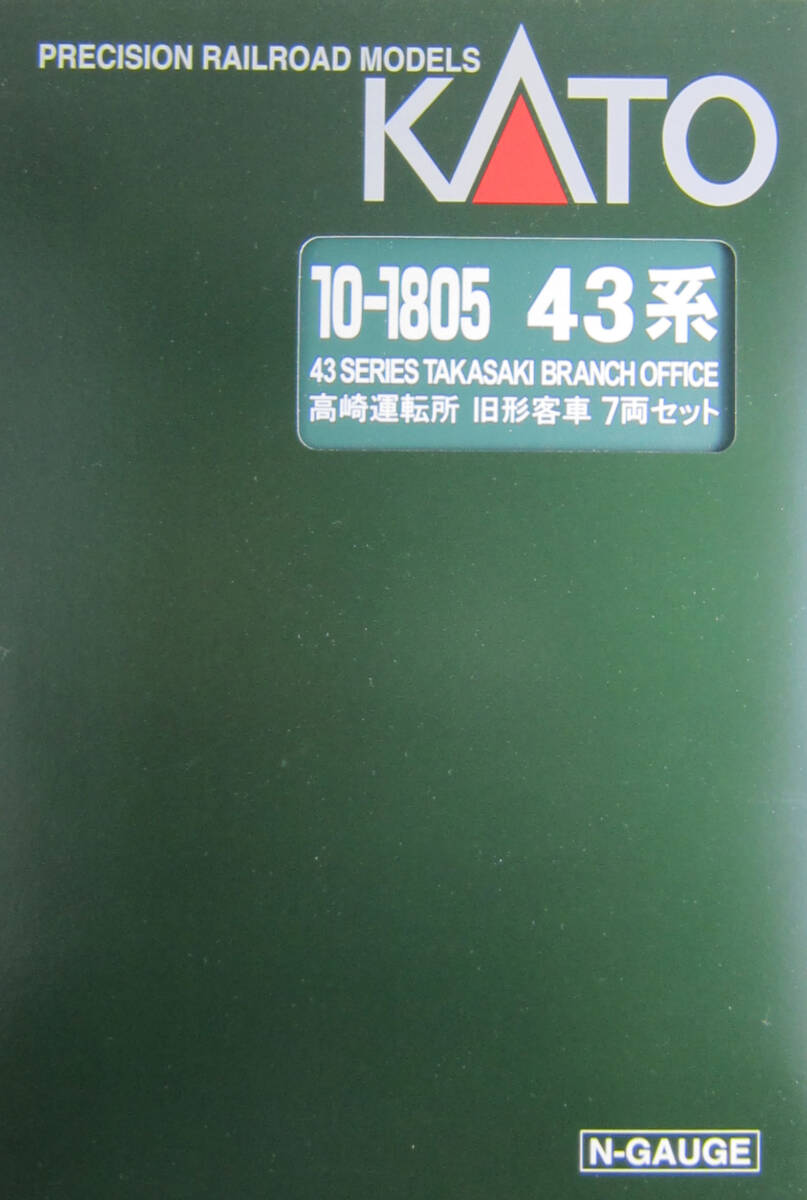 PRECISION RAILROAD MODELS
KATO
10-1805 43系
43 SERIES TAKASAKI BRANCH OFFICE
高崎運転所 旧形客車 7両セット
N-GAUGE